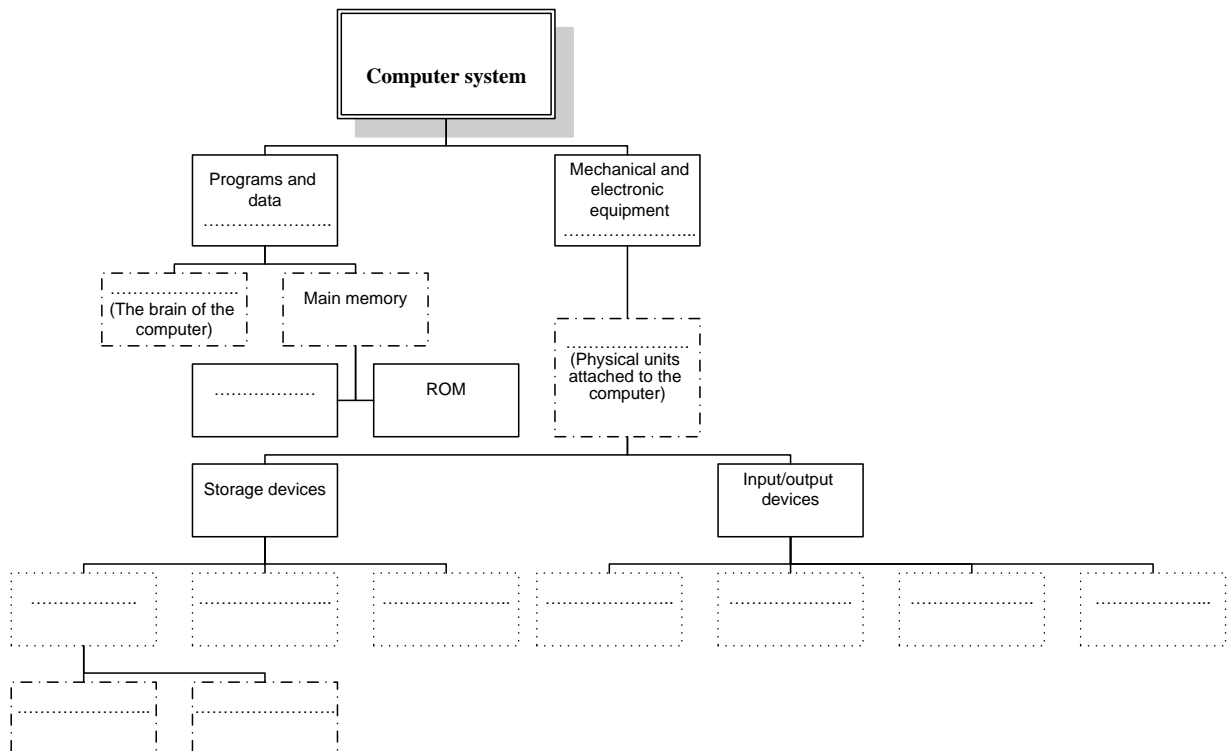 Computer system
Programs and
data
…………………..
Mechanical and
electronic
equipment
…………………...
…………………..
(The brain of the
computer)
Main memory
…………………..
(Physical units
attached to the
computer)
………………
ROM
Storage devices
Input/output
devices
………………..
…………………...
…………………..
…………………..
…………………..
…………………..
…………………..
…………………...
…………………..